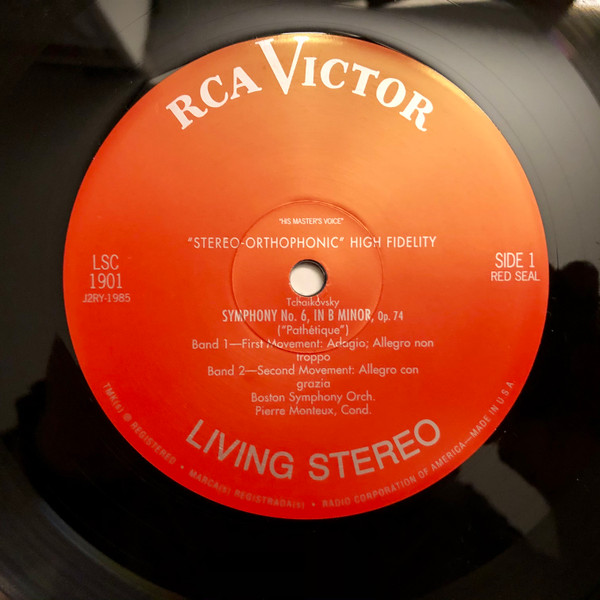 RCA VICTOR
"HIS MASTER'S VOICE"
"STEREO-ORTHOPHONIC" HIGH FIDELITY
LSC
1901
J2RY-1985
SIDE 1
RED SEAL
Tchaikovsky
SYMPHONY No. 6, IN B MINOR, Op. 74
("Pathétique")
Band 1—First Movement: Adagio; Allegro non
troppo
Band 2—Second Movement: Allegro con
grazia
Boston Symphony Orch.
Pierre Monteux, Cond.
LIVING STEREO
TMK(s) ® REGISTERED • MARCA(s) REGISTRADA(s) • RADIO CORPORATION OF AMERICA—MADE IN U.S.A.